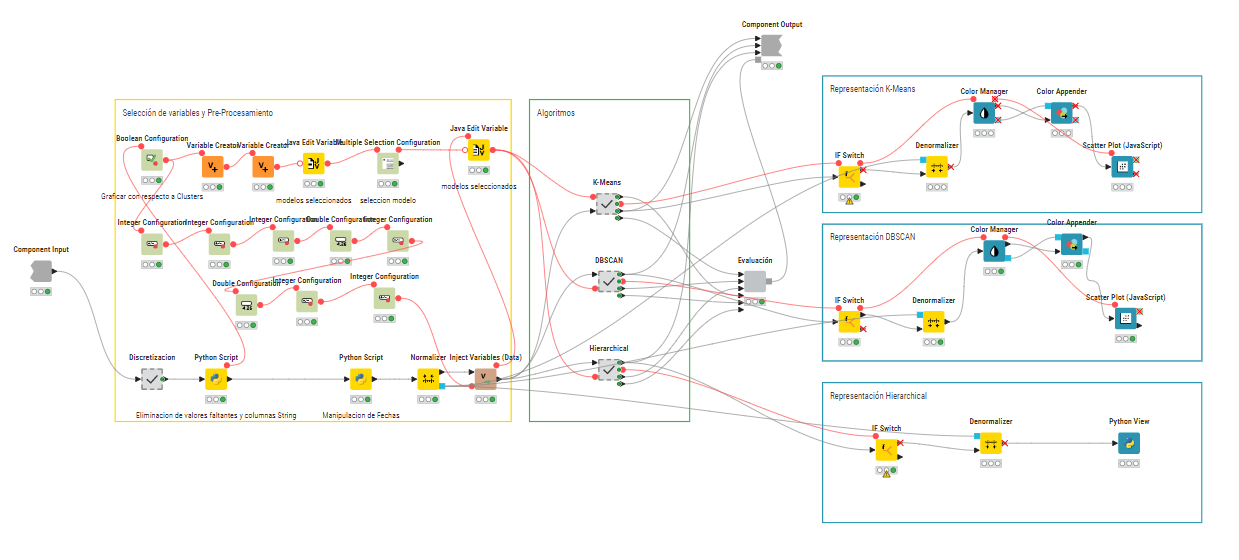 Component Output
Representación K-Means
Color Manager
Color Appender
Selección de variables y Pre-Procesamiento
Algoritmos
Java Edit Variable
Boolean Configuration
Variable Creator
Variable Creator
Java Edit Variable
Multiple Selection Configuration
Scatter Plot (JavaScript)
Denormalizer
IF Switch
modelos seleccionados
K-Means
Graficar con respecto a Clusters
modelos seleccionados
seleccion modelo
Integer Configuration
Integer Configuration
Integer Configuration
Double Configuration
Integer Configuration
Color Appender
Color Manager
Representación DBSCAN
Component Input
DBSCAN
Evaluación
Double Configuration
Integer Configuration
Integer Configuration
IF Switch
Denormalizer
Scatter Plot (JavaScript)
Hierarchical
Discretizacion
Python Script
Python Script
Normalizer
Inject Variables (Data)
Representación Hierarchical
Eliminacion de valores faltantes y columnas String
Manipulacion de Fechas
IF Switch
Denormalizer
Python View